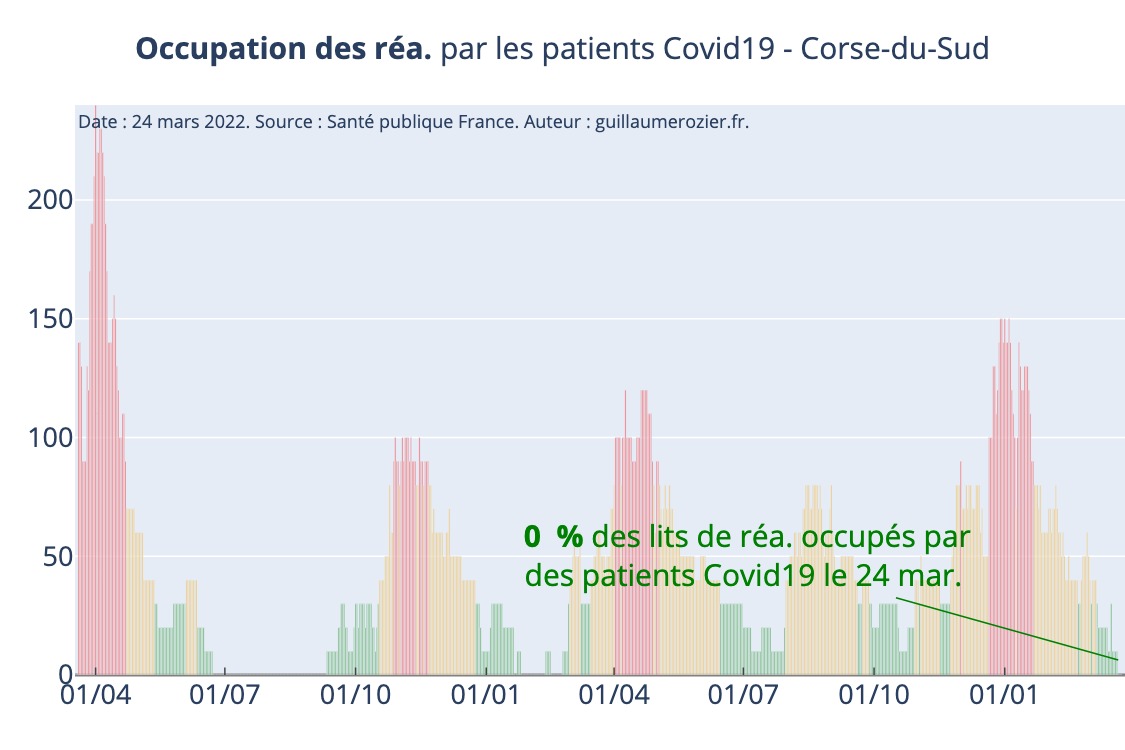 Occupation des réa. par les patients Covid19 - Corse-du-Sud
Date : 24 mars 2022. Source : Santé publique France. Auteur : guillaumerozier.fr.
200
150
100
50
0
0 % des lits de réa. occupés par
des patients Covid19 le 24 mar.
01/04 01/07 01/10 01/01 01/04 01/07 01/10 01/01